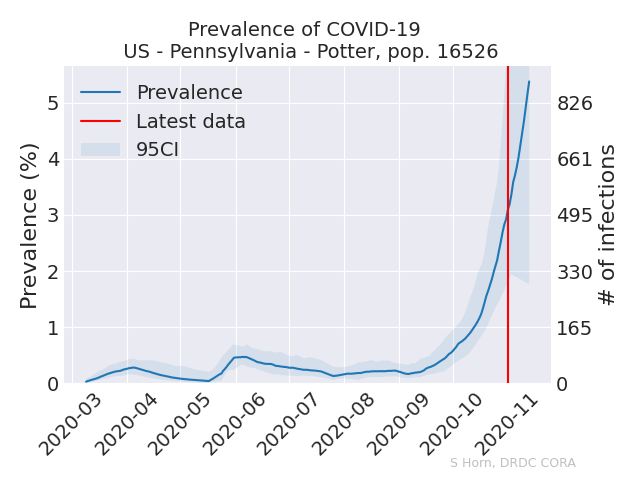 Prevalence of COVID-19
US - Pennsylvania - Potter, pop. 16526
Prevalence
Latest data
95CI
Prevalence (%)
5
4
3
2
1
0
826
661
495
330
165
0
# of infections
2020-03
2020-04
2020-05
2020-06
2020-07
2020-08
2020-09
2020-10
2020-11
S Horn, DRDC CORA